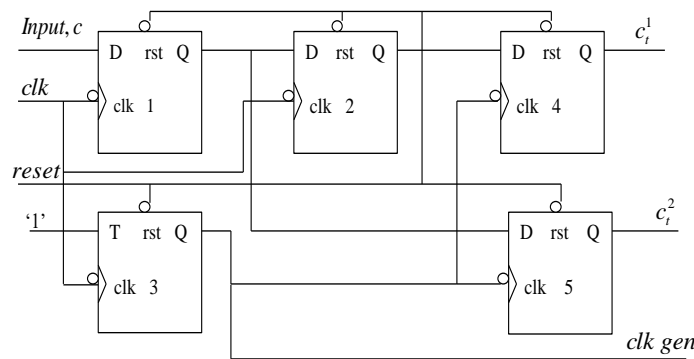 Input, c
D rst Q
D rst Q
D rst Q
c_t^1
clk
clk 1
clk 2
clk 4
reset
'1'
T rst Q
D rst Q
c_t^2
clk 3
clk 5
clk gen